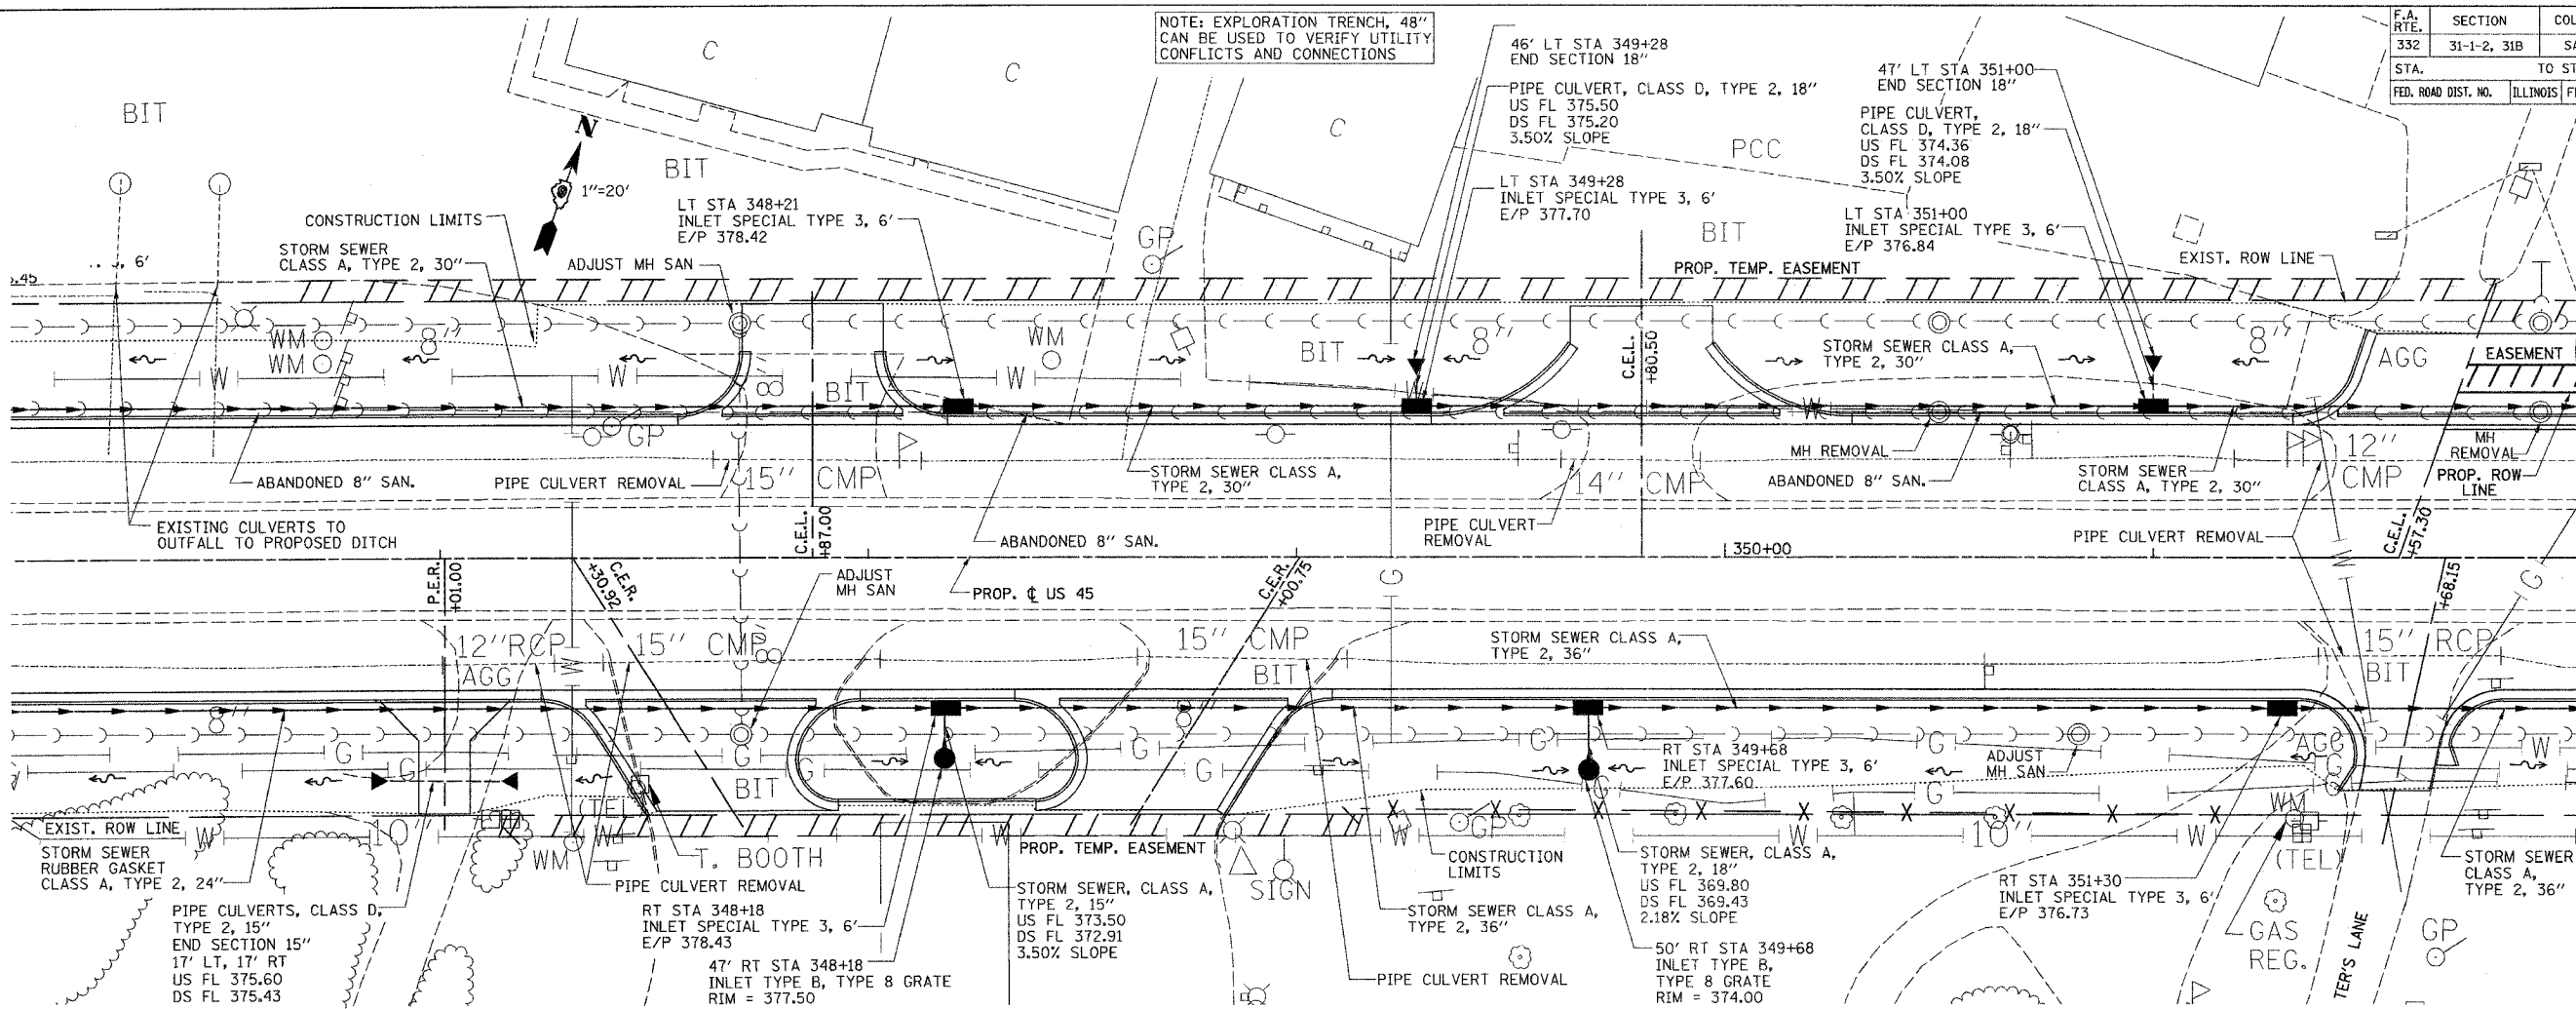 NOTE: EXPLORATION TRENCH, 48"
CAN BE USED TO VERIFY UTILITY
CONFLICTS AND CONNECTIONS
F.A.
RTE.
SECTION
332
31-1-2, 31B
STA.
TO
FED. ROAD DIST. NO.
ILLINOIS
46' LT STA 349+28
END SECTION 18"
PIPE CULVERT, CLASS D, TYPE 2, 18"
US FL 375.50
DS FL 375.20
3.50% SLOPE
LT STA 349+28
INLET SPECIAL TYPE 3, 6'
E/P 377.70
47' LT STA 351+00
END SECTION 18"
PIPE CULVERT,
CLASS D, TYPE 2, 18"
US FL 374.36
DS FL 374.08
3.50% SLOPE
LT STA 351+00
INLET SPECIAL TYPE 3, 6'
E/P 376.84
C
C
C
BIT
BIT
PCC
BIT
N
1"=20'
CONSTRUCTION LIMITS
STORM SEWER
CLASS A, TYPE 2, 30"
LT STA 348+21
INLET SPECIAL TYPE 3, 6'
E/P 378.42
ADJUST MH SAN
GP
PROP. TEMP. EASEMENT
EXIST. ROW LINE
6'
.45
WM
WM
8"
W
W
8
BIT
WM
W
BIT
W
8"
C.E.L.
+80.50
STORM SEWER CLASS A,
TYPE 2, 30"
W
8"
AGG
EASEMENT
GP
ABANDONED 8" SAN.
PIPE CULVERT REMOVAL
15" CMP
STORM SEWER CLASS A,
TYPE 2, 30"
14" CMP
MH REMOVAL
ABANDONED 8" SAN.
STORM SEWER
CLASS A, TYPE 2, 30"
12"
CMP
MH
REMOVAL
PROP. ROW
LINE
EXISTING CULVERTS TO
OUTFALL TO PROPOSED DITCH
C.E.L.
+87.00
ABANDONED 8" SAN.
PIPE CULVERT
REMOVAL
350+00
PIPE CULVERT REMOVAL
W
C.E.L.
+57.30
P.E.R.
+01.00
C.E.R.
+30.92
ADJUST
MH SAN
PROP. ℄ US 45
C.E.R.
+00.75
G
+68.15
G
12"RCP
AGG
W
15" CMP
8
15" CMP
BIT
STORM SEWER CLASS A,
TYPE 2, 36"
15" RCP
BIT
8"
G
G
G
BIT
G
G
G
8
G
G
G
RT STA 349+68
INLET SPECIAL TYPE 3, 6'
E/P 377.60
G
G
G
ADJUST
MH SAN
AGG
G
W
EXIST. ROW LINE
STORM SEWER
RUBBER GASKET
CLASS A, TYPE 2, 24"
W
10"
WM
(TEL)
W
T. BOOTH
PIPE CULVERT REMOVAL
W
PROP. TEMP. EASEMENT
SIGN
W
GP
CONSTRUCTION
LIMITS
W
10"
W
WM
(TEL)
W
STORM SEWER
CLASS A,
TYPE 2, 36"
PIPE CULVERTS, CLASS D,
TYPE 2, 15"
END SECTION 15"
17' LT, 17' RT
US FL 375.60
DS FL 375.43
RT STA 348+18
INLET SPECIAL TYPE 3, 6'
E/P 378.43
47' RT STA 348+18
INLET TYPE B, TYPE 8 GRATE
RIM = 377.50
STORM SEWER, CLASS A,
TYPE 2, 15"
US FL 373.50
DS FL 372.91
3.50% SLOPE
STORM SEWER CLASS A,
TYPE 2, 36"
PIPE CULVERT REMOVAL
STORM SEWER, CLASS A,
TYPE 2, 18"
US FL 369.80
DS FL 369.43
2.18% SLOPE
50' RT STA 349+68
INLET TYPE B,
TYPE 8 GRATE
RIM = 374.00
RT STA 351+30
INLET SPECIAL TYPE 3, 6'
E/P 376.73
GAS
REG.
TER'S LANE
GP